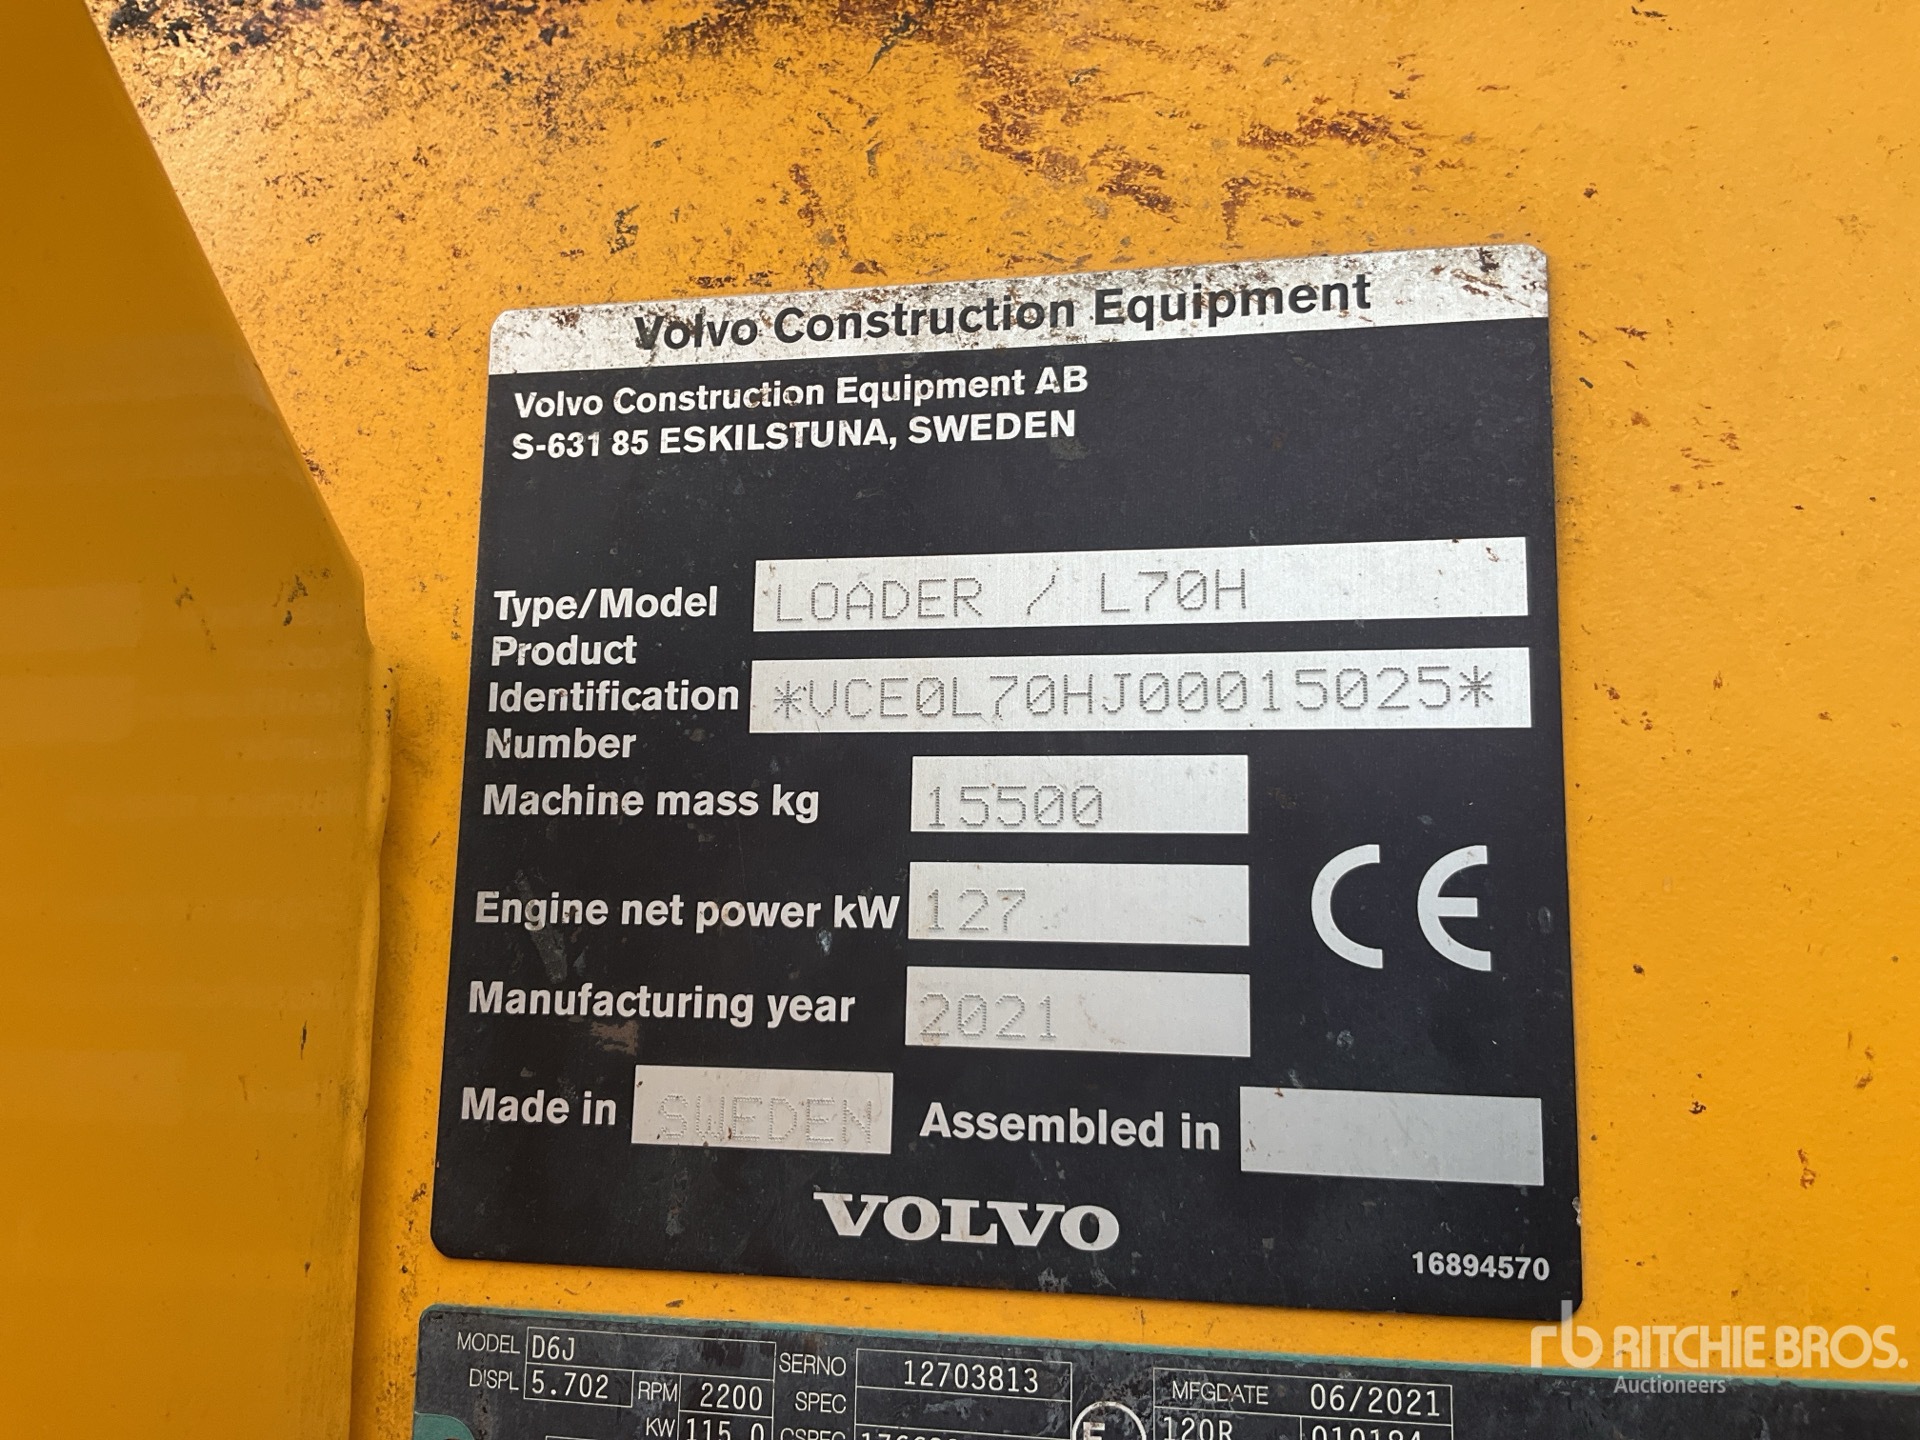 Volvo Construction Equipment
Volvo Construction Equipment AB
S-631 85 ESKILSTUNA, SWEDEN
Type/Model LOADER / L70H
Product
Identification *VCE0L70HJ00015025*
Number
Machine mass kg 15500
Engine net power kW 127
CE
Manufacturing year 2021
Made in SWEDEN Assembled in
VOLVO
16894570
MODEL D6J SERNO 12703813 MFGDATE 06/2021
DISPL 5.702 RPM 2200 SPEC
KW 115.0 120R
rb RITCHIE BROS.
Auctioneers